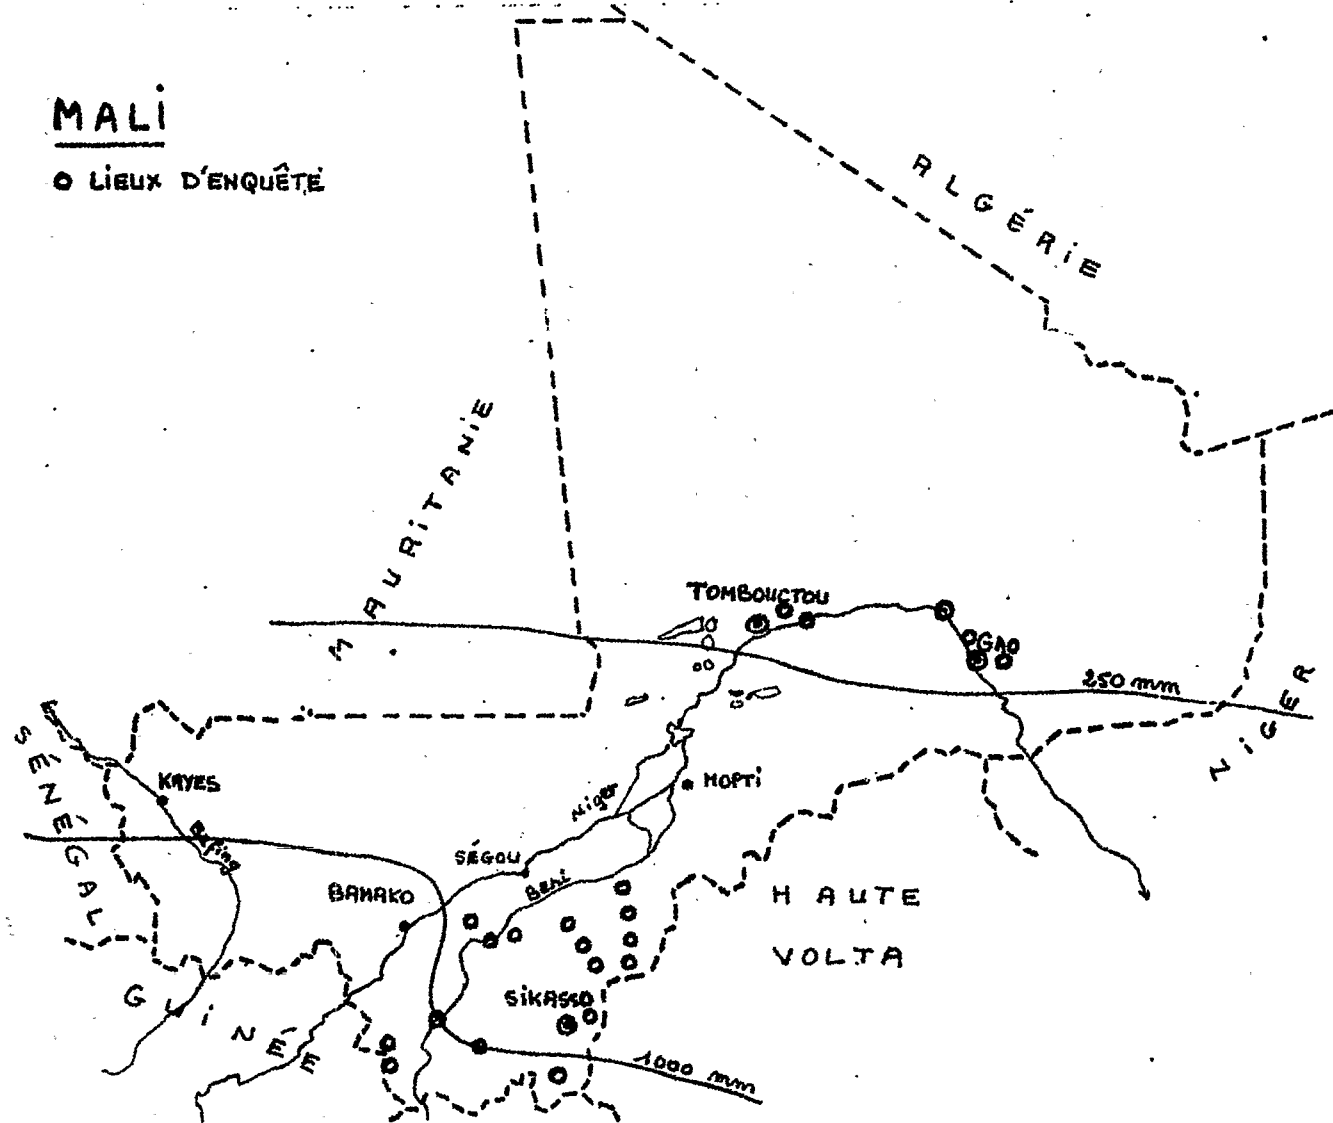 MALI
LIEUX D'ENQUÊTE
ALGÉRIE
MAURITANIE
TOMBOUCTOU
GAO
250 mm
NIGER
SÉNÉGAL
KAYES
Bafing
Niger
MOPTI
SÉGOU
Bani
BAMAKO
HAUTE
VOLTA
SIKASSO
GUINÉE
1000 mm